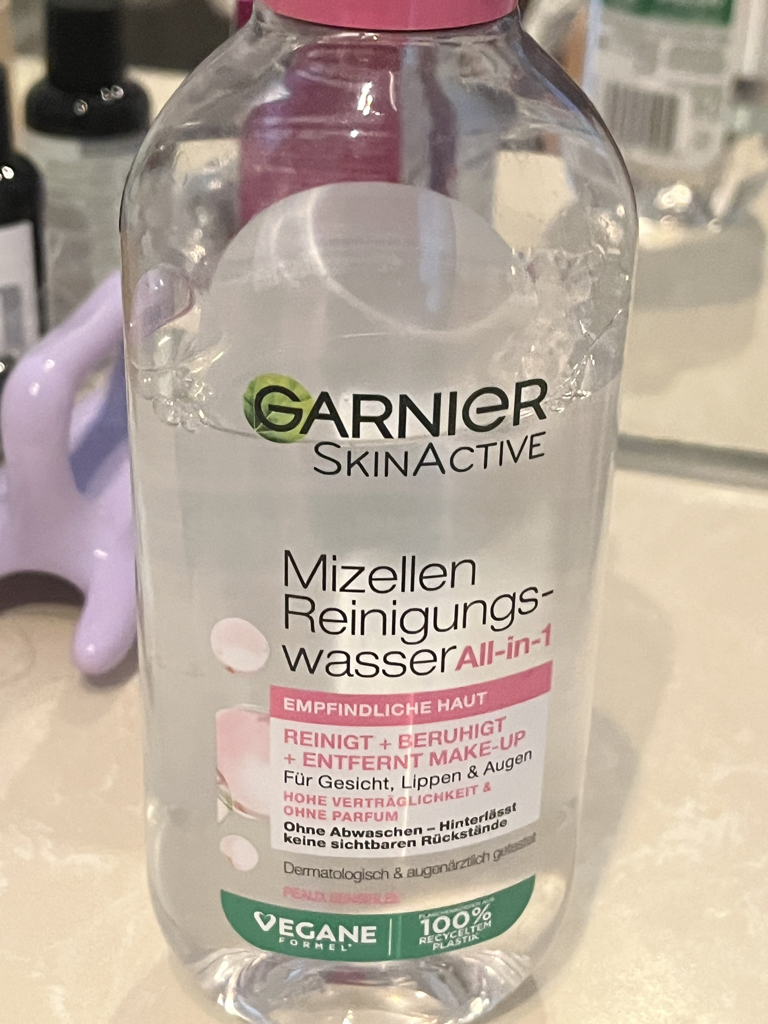 GARNIER
SKINACTIVE
Mizellen
Reinigungs-
wasser All-in-1
EMPFINDLICHE HAUT
REINIGT + BERUHIGT
+ ENTFERNT MAKE-UP
Für Gesicht, Lippen & Augen
HOHE VERTRÄGLICHKEIT &
OHNE PARFUM
Ohne Abwaschen – Hinterlässt
keine sichtbaren Rückstände
Dermatologisch & augenärztlich getestet
PEAUX SENSIBLES
VEGANE
FORMEL*
100%
RECYCELTEM
PLASTIK